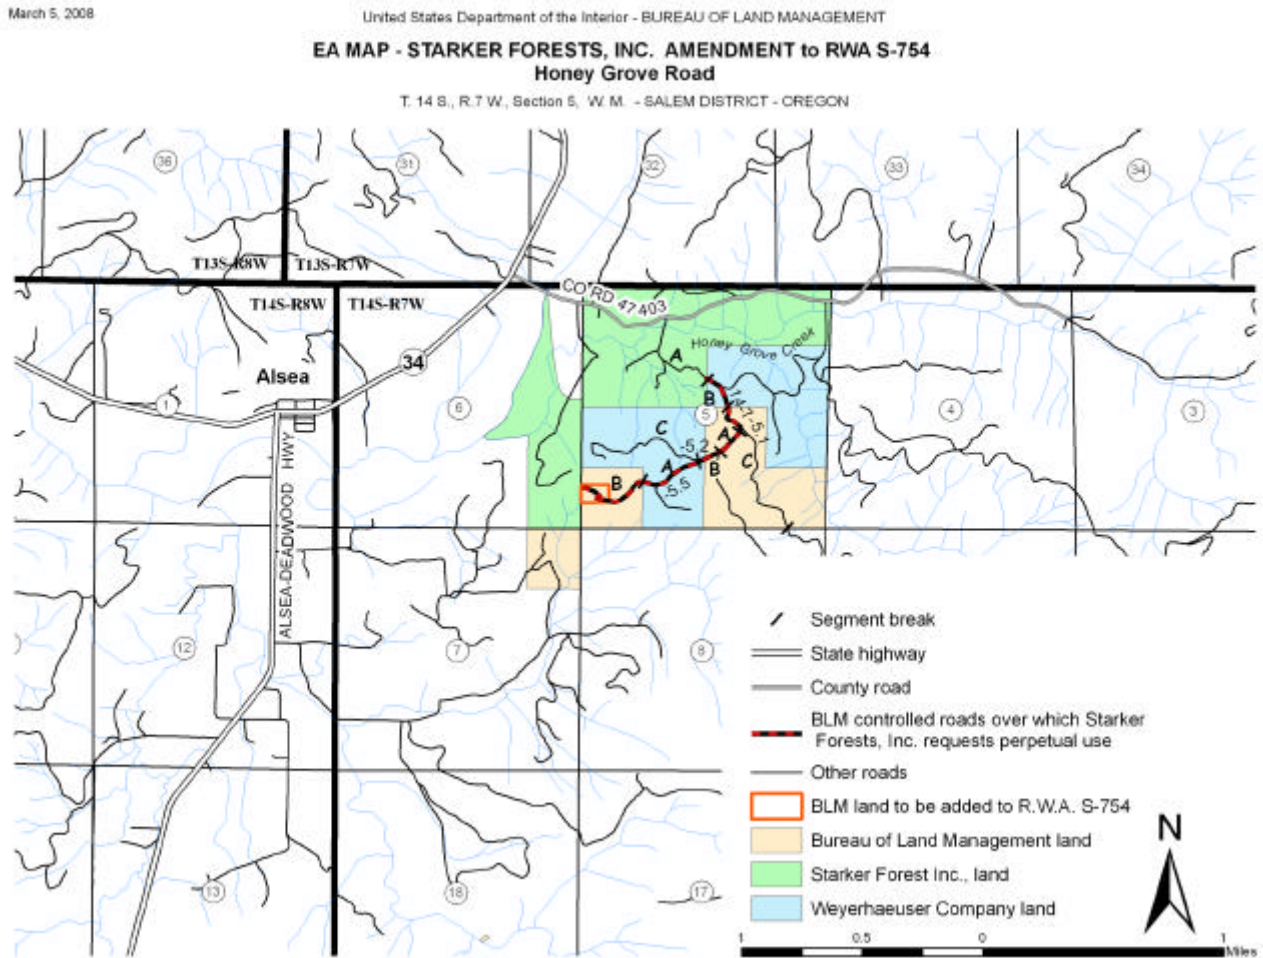 March 5, 2008
United States Department of the Interior - BUREAU OF LAND MANAGEMENT
EA MAP - STARKER FORESTS, INC. AMENDMENT to RWA S-754
Honey Grove Road
T. 14 S., R.7 W., Section 5, W. M. - SALEM DISTRICT - OREGON
36
31
32
33
34
T13S-R8W
T13S-R7W
T14S-R8W
T14S-R7W
CO RD 47403
Honey Grove Creek
A
34
Alsea
1
6
B
5
14-7-5.1
4
3
C
-5.2
A
B
C
A
B
-5.5
ALSEA-DEADWOOD HWY
12
7
8
13
18
17
Segment break
State highway
County road
BLM controlled roads over which Starker
Forests, Inc. requests perpetual use
Other roads
BLM land to be added to R.W.A. S-754
Bureau of Land Management land
Starker Forest Inc., land
Weyerhaeuser Company land
N
1 0.5 0 1
Miles